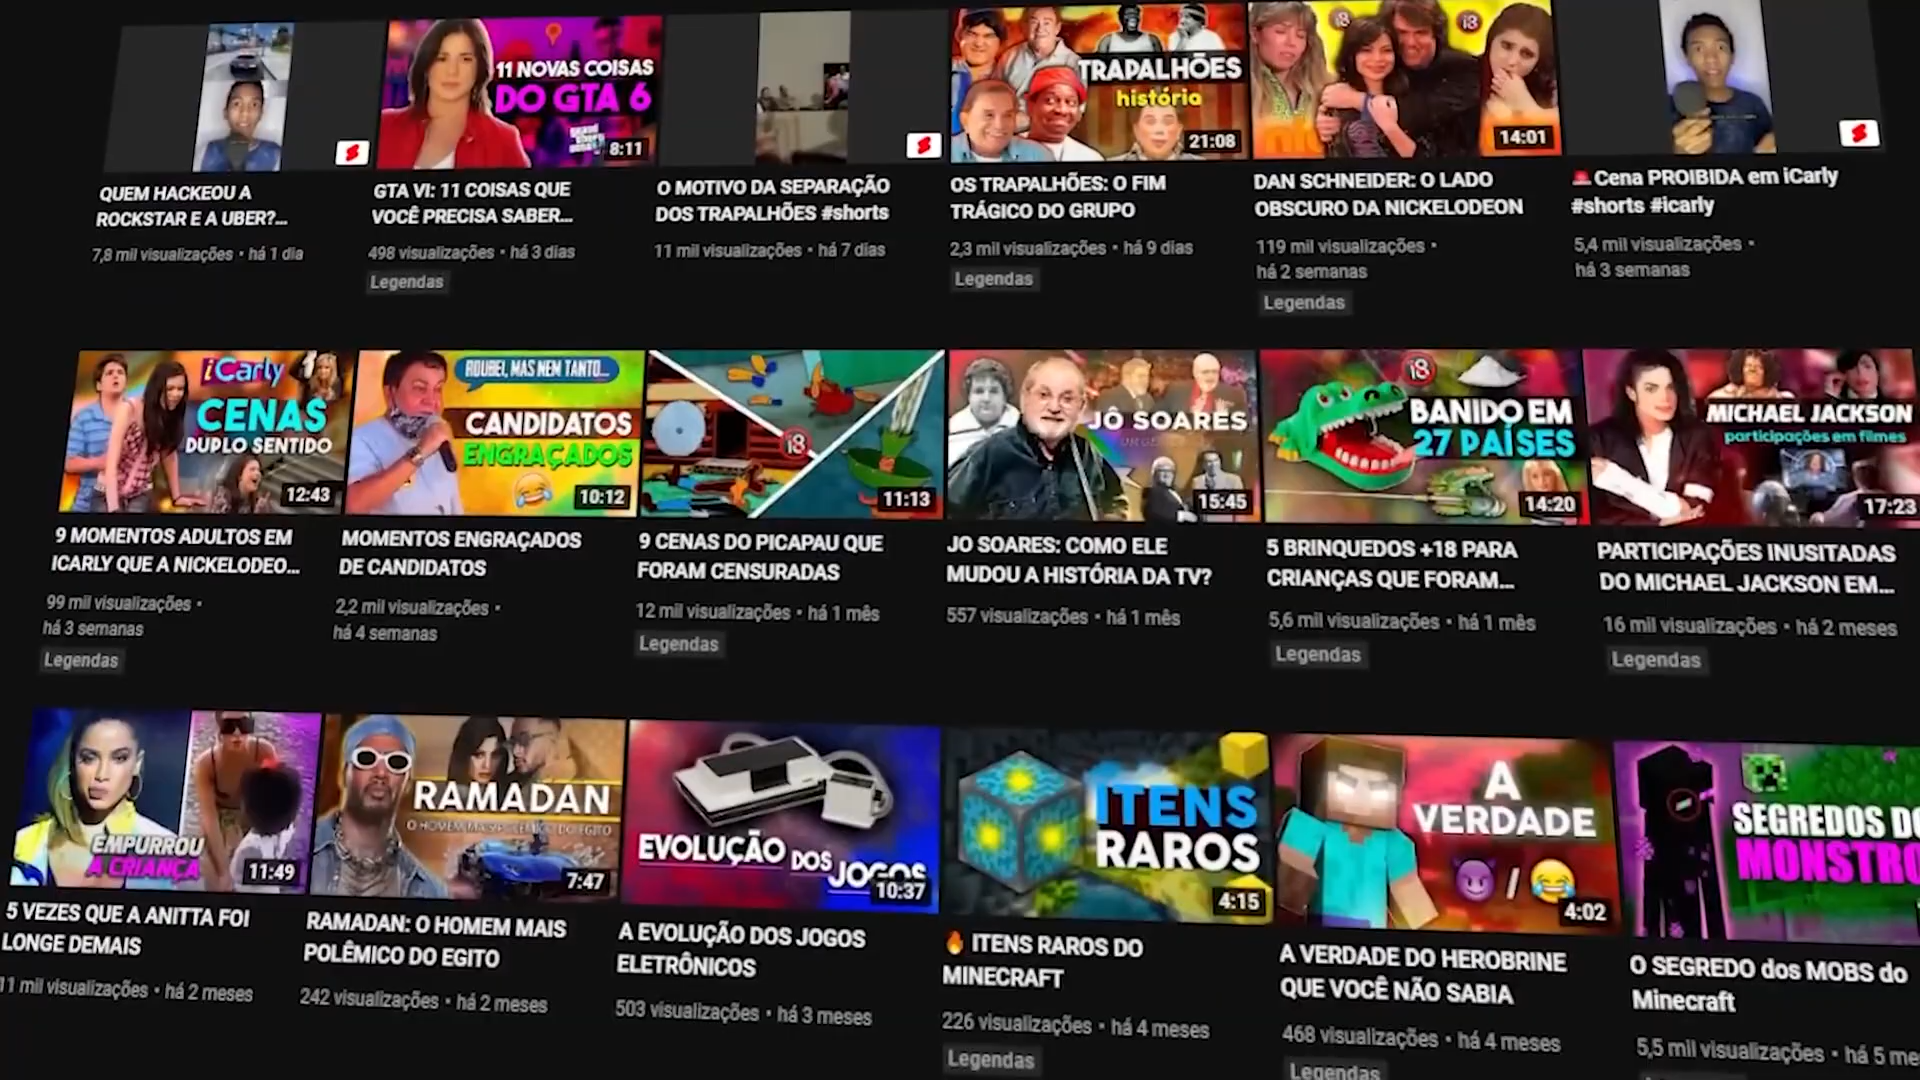 11 NOVAS COISAS
DO GTA 6
8:11
TRAPALHÕES
história
21:08
14:01
QUEM HACKEOU A
ROCKSTAR E A UBER?...
7,8 mil visualizações • há 1 dia
GTA VI: 11 COISAS QUE
VOCÊ PRECISA SABER...
498 visualizações • há 3 dias
Legendas
O MOTIVO DA SEPARAÇÃO
DOS TRAPALHÕES #shorts
11 mil visualizações • há 7 dias
OS TRAPALHÕES: O FIM
TRÁGICO DO GRUPO
2,3 mil visualizações • há 9 dias
Legendas
DAN SCHNEIDER: O LADO
OBSCURO DA NICKELODEON
119 mil visualizações •
há 2 semanas
Legendas
🚨Cena PROIBIDA em iCarly
#shorts #icarly
5,4 mil visualizações •
há 3 semanas
iCarly
CENAS
DUPLO SENTIDO
12:43
ROUBEI, MAS NEM TANTO...
CANDIDATOS
ENGRAÇADOS
10:12
18
11:13
JÔ SOARES
15:45
18
BANIDO EM
27 PAÍSES
14:20
MICHAEL JACKSON
participações em filmes
17:23
9 MOMENTOS ADULTOS EM
ICARLY QUE A NICKELODEO...
99 mil visualizações •
há 3 semanas
Legendas
MOMENTOS ENGRAÇADOS
DE CANDIDATOS
2,2 mil visualizações •
há 4 semanas
9 CENAS DO PICAPAU QUE
FORAM CENSURADAS
12 mil visualizações • há 1 mês
Legendas
JO SOARES: COMO ELE
MUDOU A HISTÓRIA DA TV?
557 visualizações • há 1 mês
5 BRINQUEDOS +18 PARA
CRIANÇAS QUE FORAM...
5,6 mil visualizações • há 1 mês
Legendas
PARTICIPAÇÕES INUSITADAS
DO MICHAEL JACKSON EM...
16 mil visualizações • há 2 meses
Legendas
EMPURROU
A CRIANÇA
11:49
RAMADAN
O HOMEM MAIS POLÊMICO DO EGITO
7:47
EVOLUÇÃO DOS JOGOS
10:37
ITENS
RAROS
4:15
A
VERDADE
😈/😂
4:02
SEGREDOS DO
MONSTRO
5 VEZES QUE A ANITTA FOI
LONGE DEMAIS
11 mil visualizações • há 2 meses
RAMADAN: O HOMEM MAIS
POLÊMICO DO EGITO
242 visualizações • há 2 meses
A EVOLUÇÃO DOS JOGOS
ELETRÔNICOS
503 visualizações • há 3 meses
🔥 ITENS RAROS DO
MINECRAFT
226 visualizações • há 4 meses
Legendas
A VERDADE DO HEROBRINE
QUE VOCÊ NÃO SABIA
468 visualizações • há 4 meses
Legendas
O SEGREDO dos MOBS do
Minecraft
5,5 mil visualizações • há 5 me